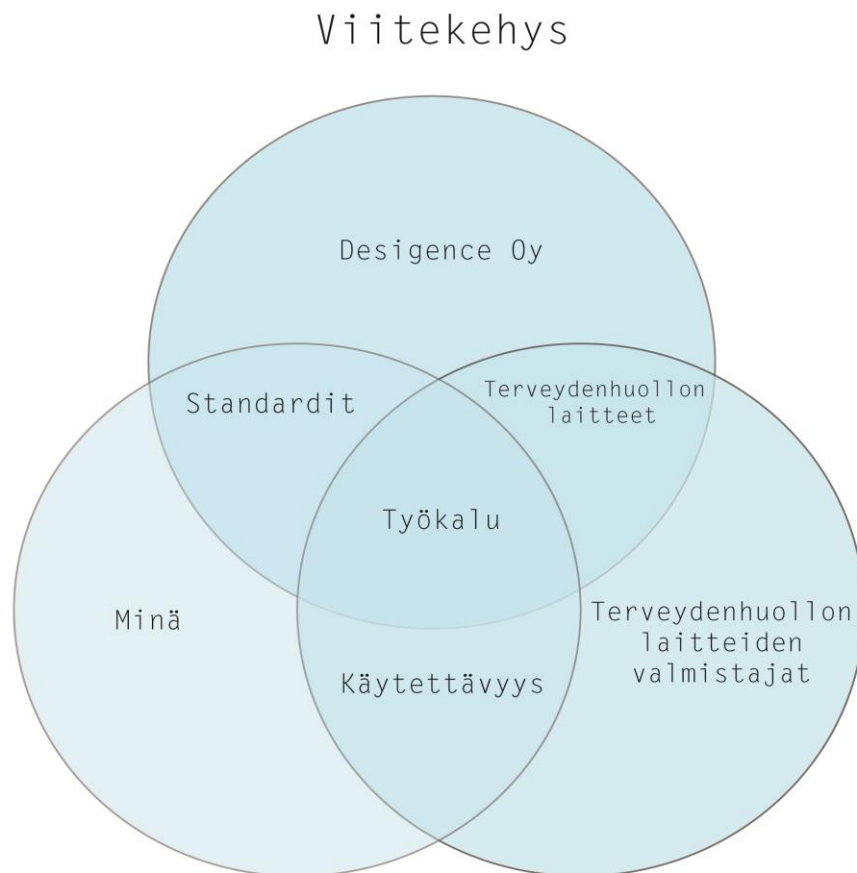 Viitekehys
Desigence Oy
Standardit
Terveydenhuollon
laitteet
Työkalu
Minä
Terveydenhuollon
laitteiden
valmistajat
Käytettävyys